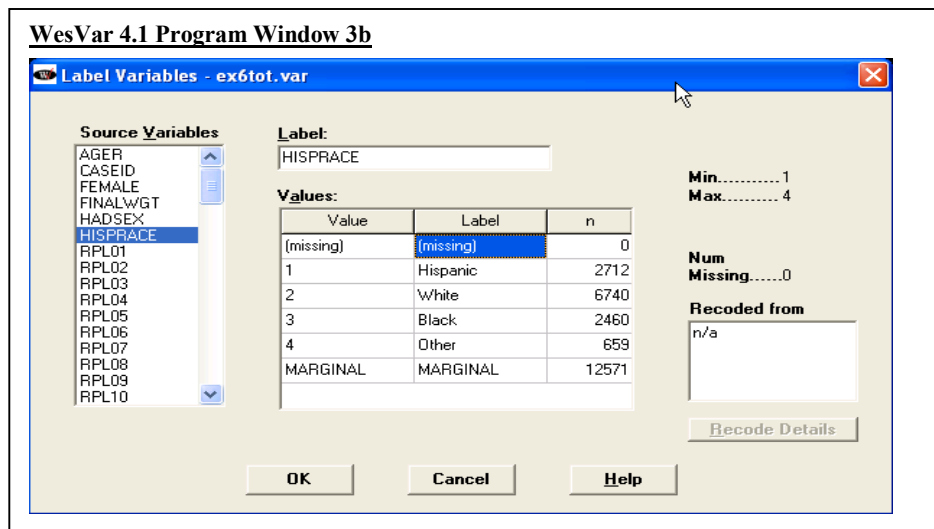 WesVar 4.1 Program Window 3b
Label Variables - ex6tot.var
Source Variables
AGER
CASEID
FEMALE
FINALWGT
HADSEX
HISPRACE
RPL01
RPL02
RPL03
RPL04
RPL05
RPL06
RPL07
RPL08
RPL09
RPL10
Label:
HISPRACE
Values:
Value Label n
(missing) (missing) 0
1 Hispanic 2712
2 White 6740
3 Black 2460
4 Other 659
MARGINAL MARGINAL 12571
Min...........1
Max.......... 4
Num
Missing......0
Recoded from
n/a
Recode Details
OK Cancel Help